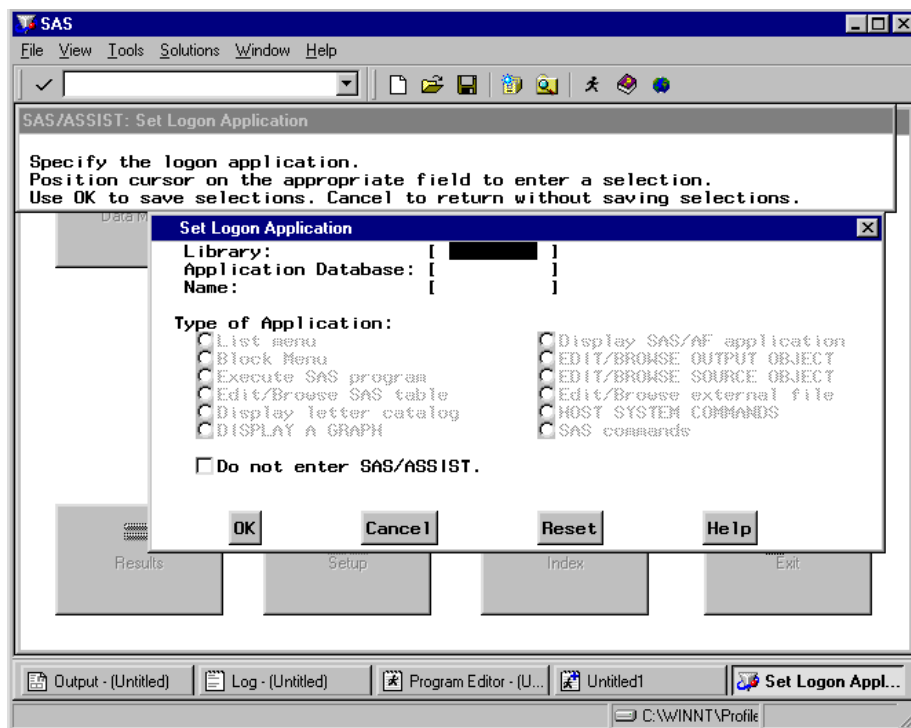 SAS
File View Tools Solutions Window Help
SAS/ASSIST: Set Logon Application
Specify the logon application.
Position cursor on the appropriate field to enter a selection.
Use OK to save selections. Cancel to return without saving selections.
Data M
Set Logon Application
Library: [ ]
Application Database: [ ]
Name: [ ]
Type of Application:
List menu
Block Menu
Execute SAS program
Edit/Browse SAS table
Display letter catalog
DISPLAY A GRAPH
Display SAS/AF application
EDIT/BROWSE OUTPUT OBJECT
EDIT/BROWSE SOURCE OBJECT
Edit/Browse external file
HOST SYSTEM COMMANDS
SAS commands
Do not enter SAS/ASSIST.
OK Cancel Reset Help
Results Setup Index Exit
Output - (Untitled) Log - (Untitled) Program Editor - (U... Untitled1 Set Logon Appl...
C:\WINNT\Profile